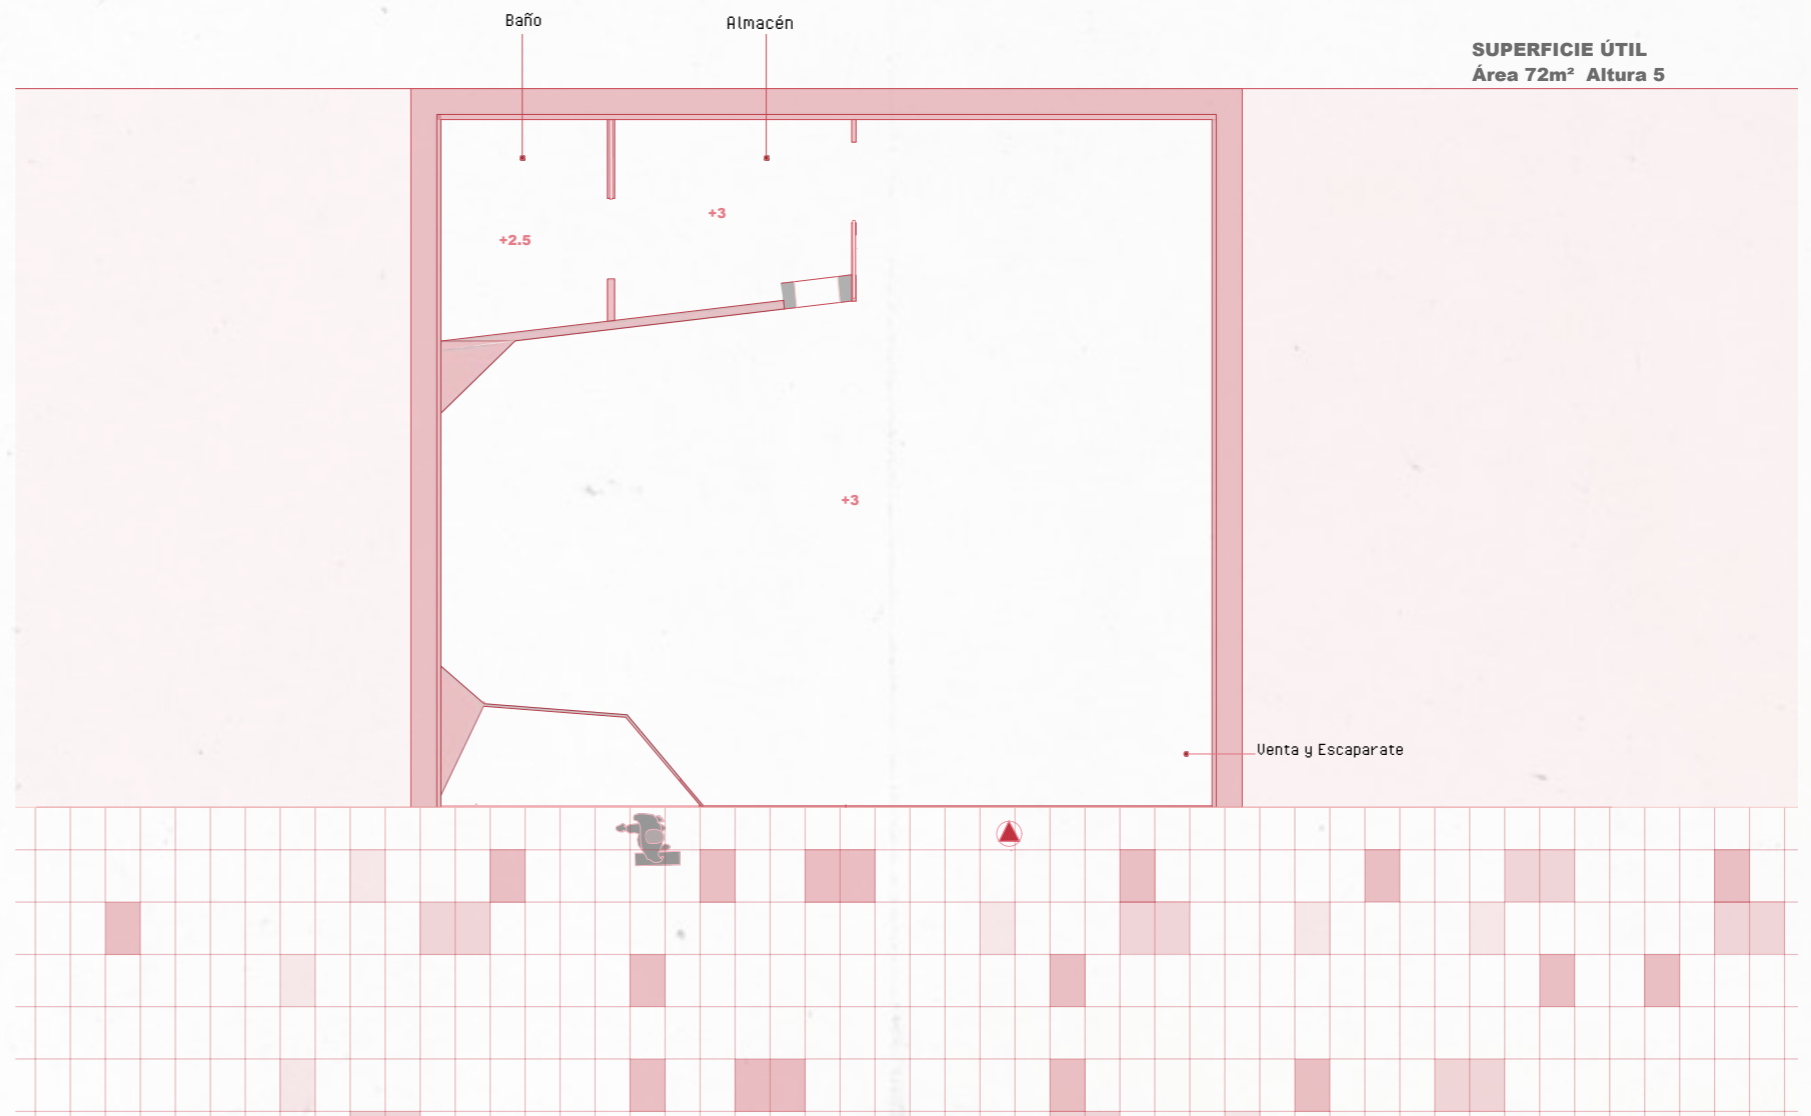 Baño
Almacén
SUPERFICIE ÚTIL
Área 72m² Altura 5
+3
+2.5
+3
Venta y Escaparate